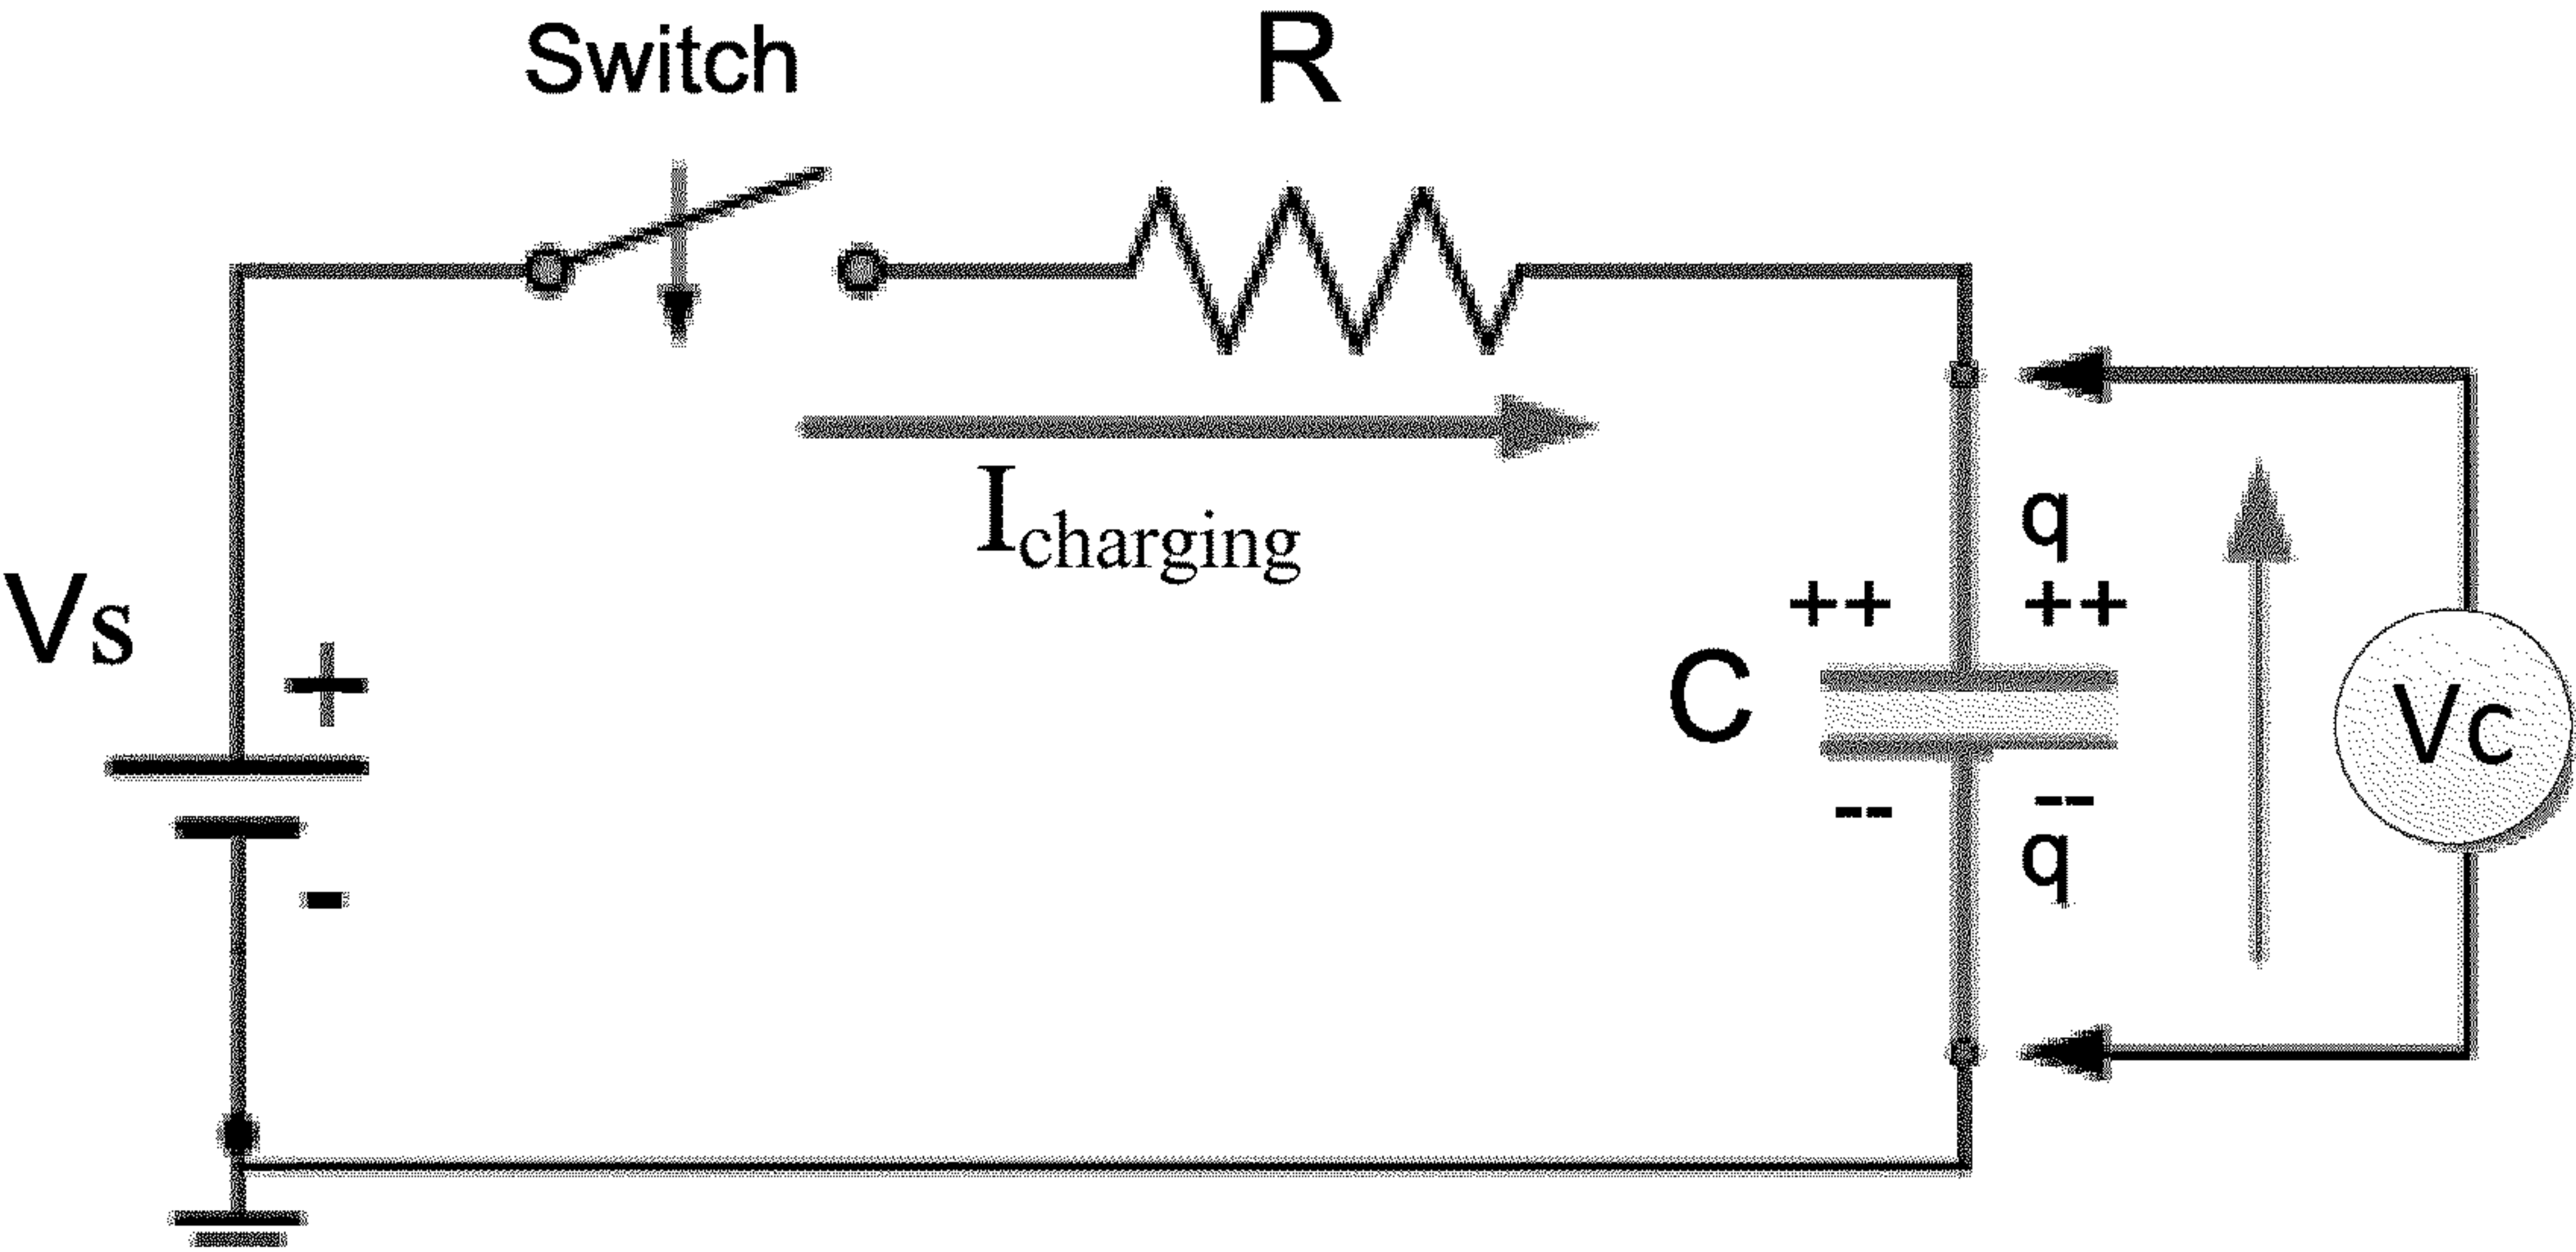 Switch
R
Icharging
Vs
+
-
q
++ ++
C
Vc
-- --
q